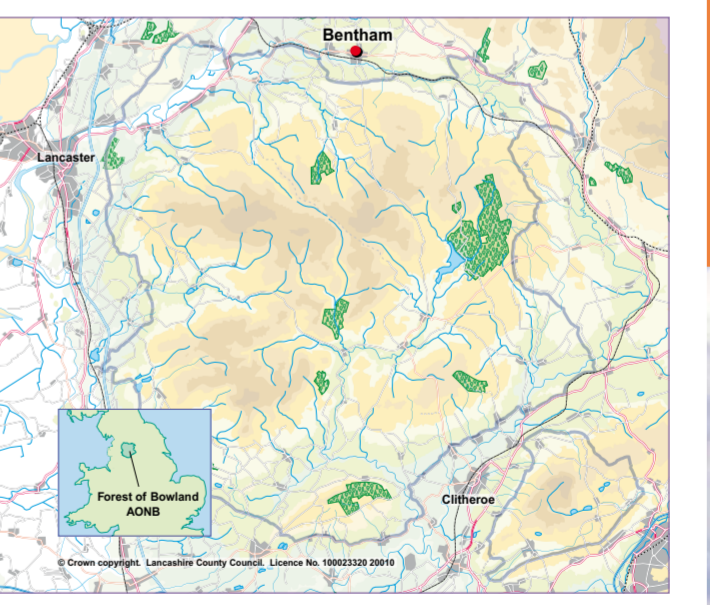 Bentham
Lancaster
Forest of Bowland
AONB
Clitheroe
© Crown copyright. Lancashire County Council. Licence No. 100023320 20010